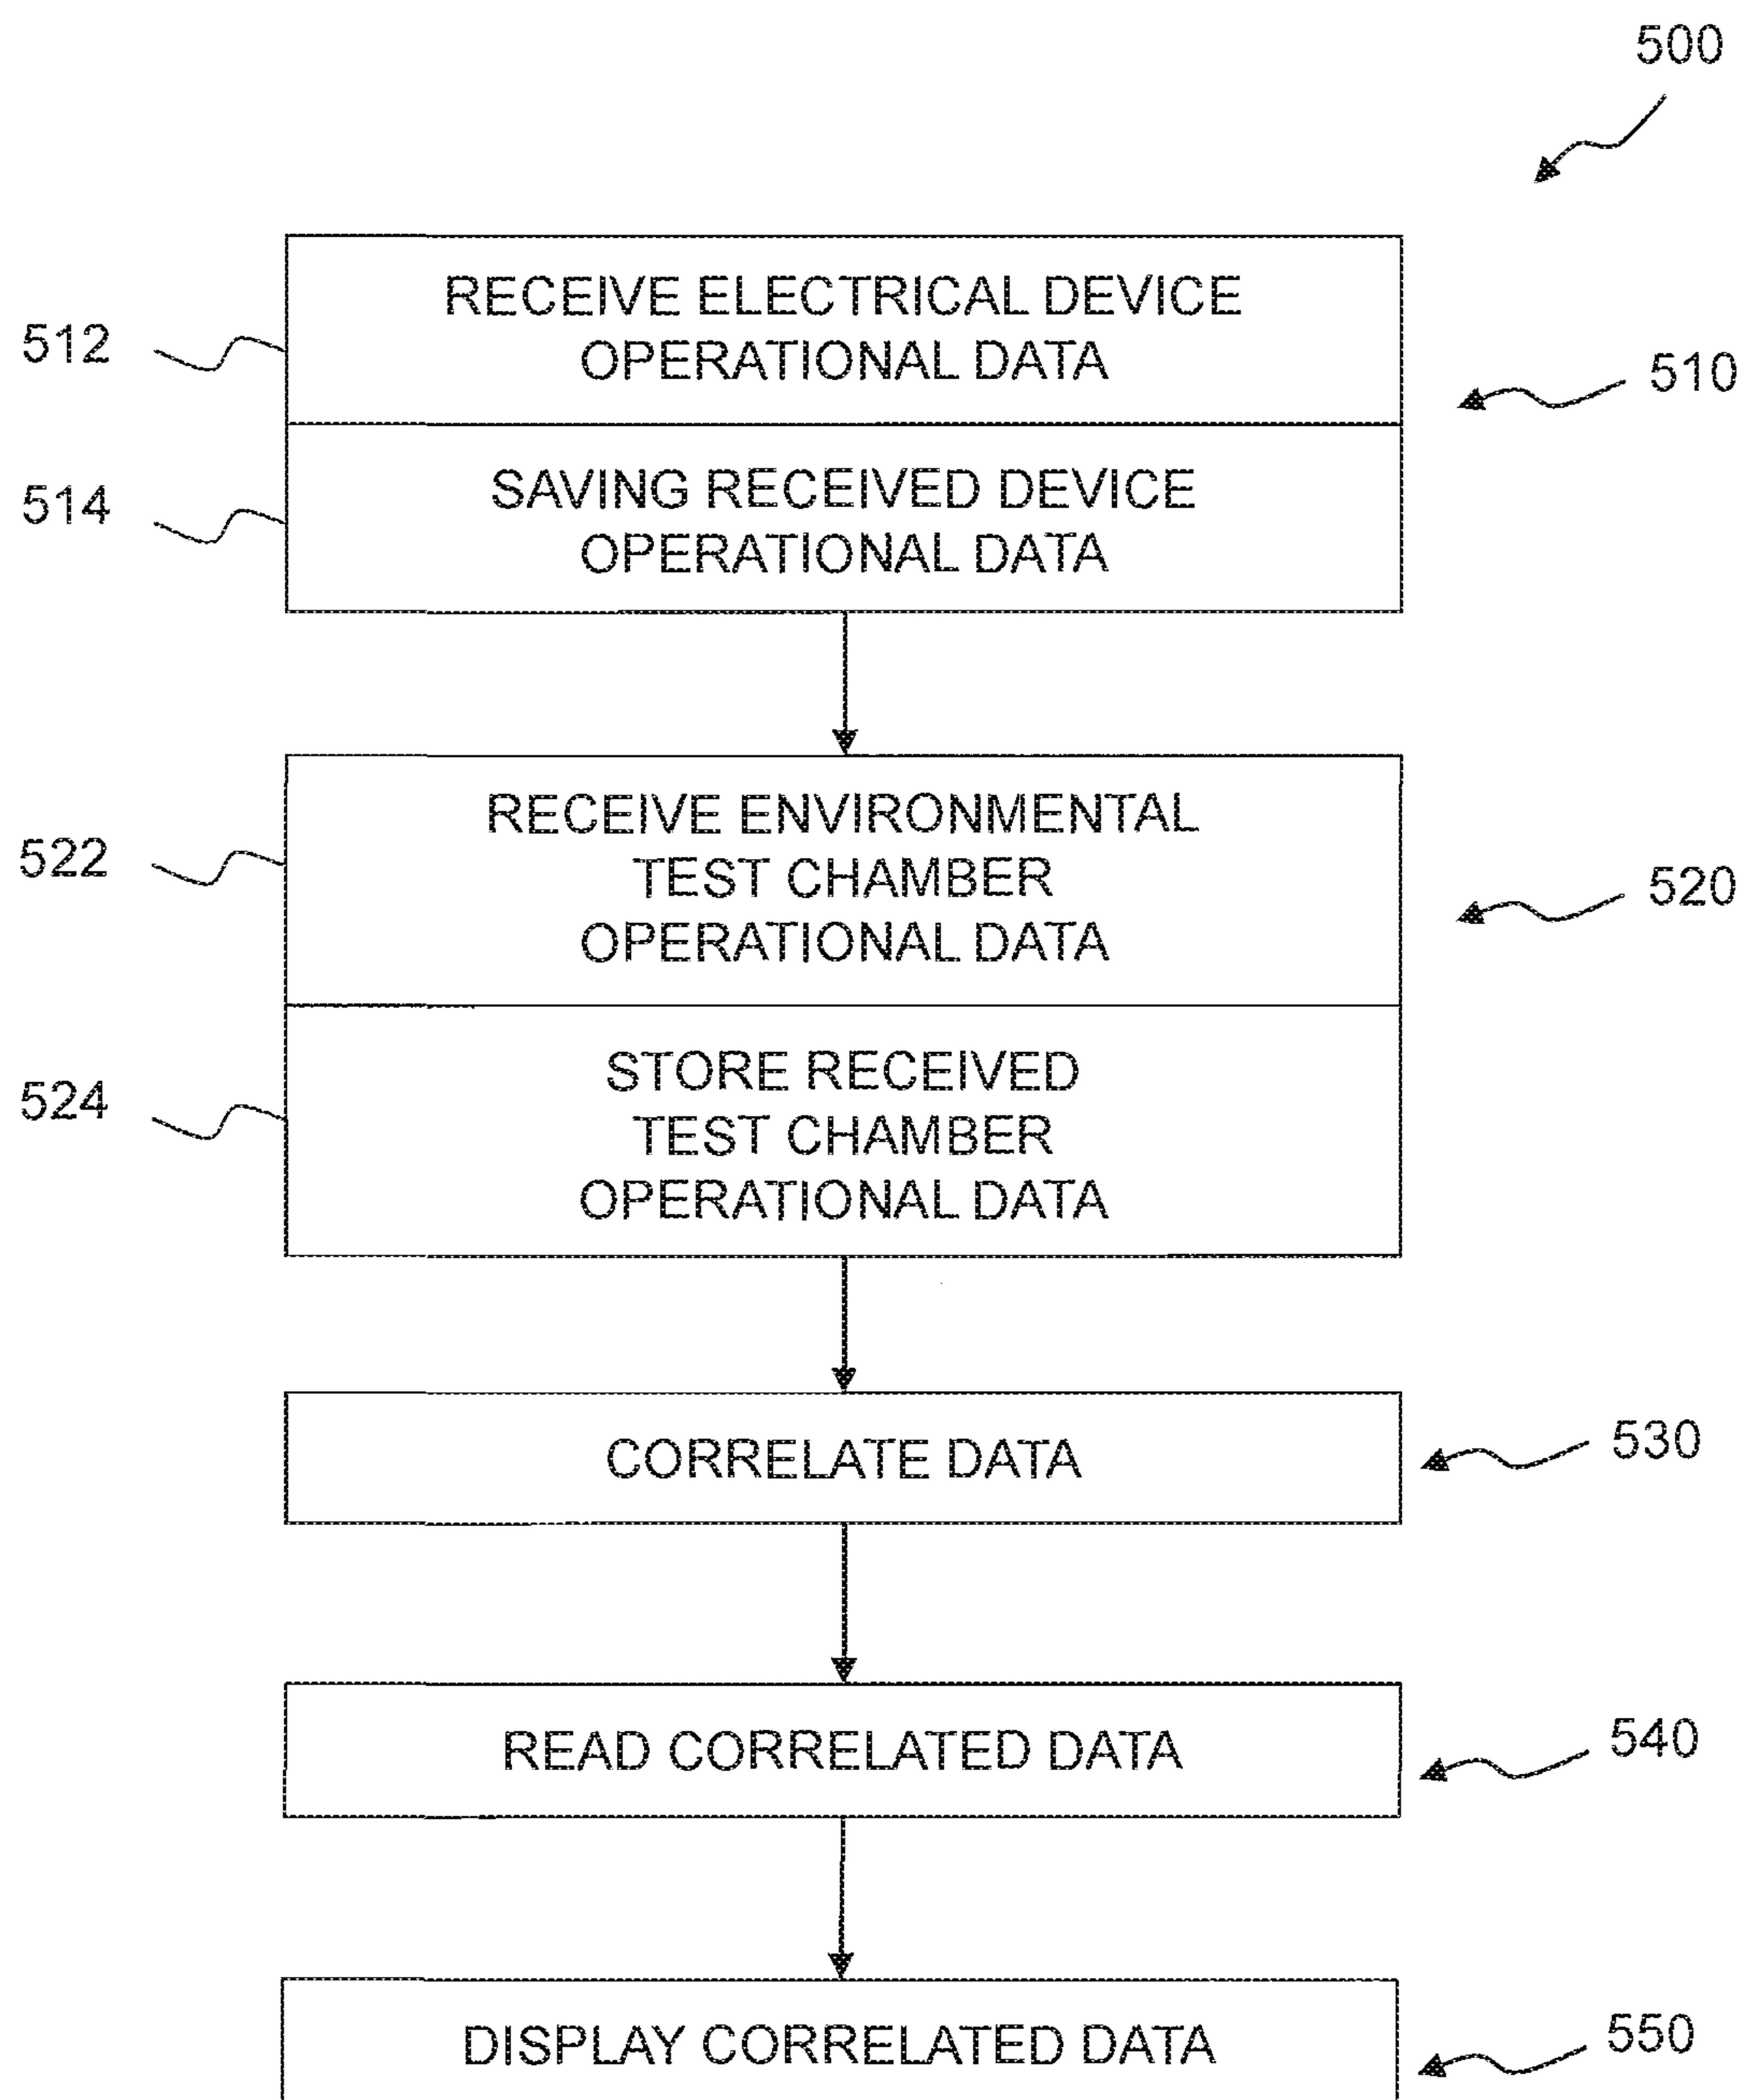 500
RECEIVE ELECTRICAL DEVICE
OPERATIONAL DATA
512
510
SAVING RECEIVED DEVICE
OPERATIONAL DATA
514
RECEIVE ENVIRONMENTAL
TEST CHAMBER
OPERATIONAL DATA
522
520
STORE RECEIVED
TEST CHAMBER
OPERATIONAL DATA
524
CORRELATE DATA
530
READ CORRELATED DATA
540
DISPLAY CORRELATED DATA
550